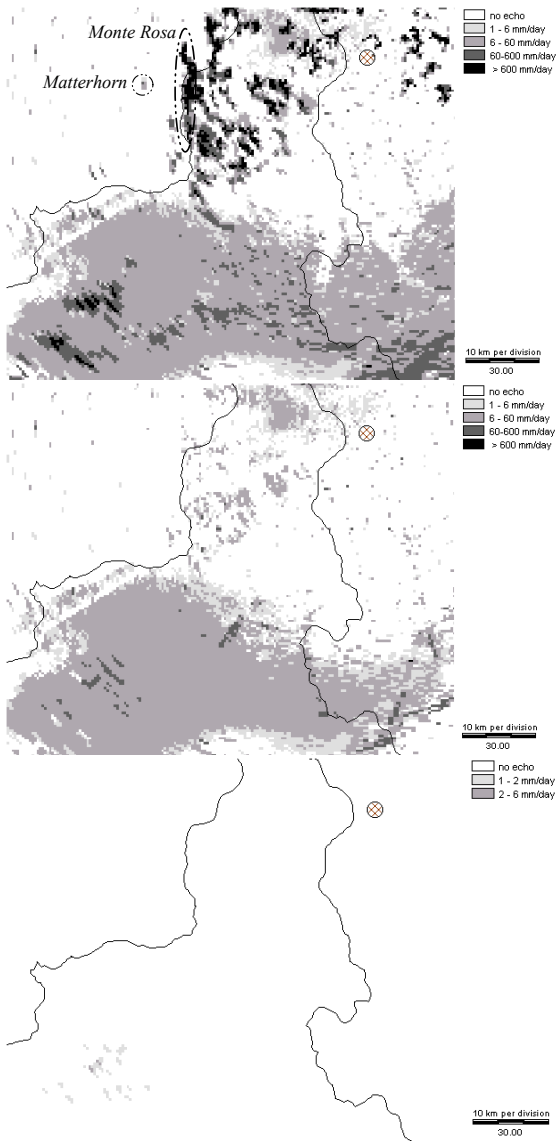 Monte Rosa
Matterhorn
no echo
1 - 6 mm/day
6 - 60 mm/day
60-600 mm/day
> 600 mm/day
10 km per division
30.00
no echo
1 - 6 mm/day
6 - 60 mm/day
60-600 mm/day
> 600 mm/day
10 km per division
30.00
no echo
1 - 2 mm/day
2 - 6 mm/day
10 km per division
30.00